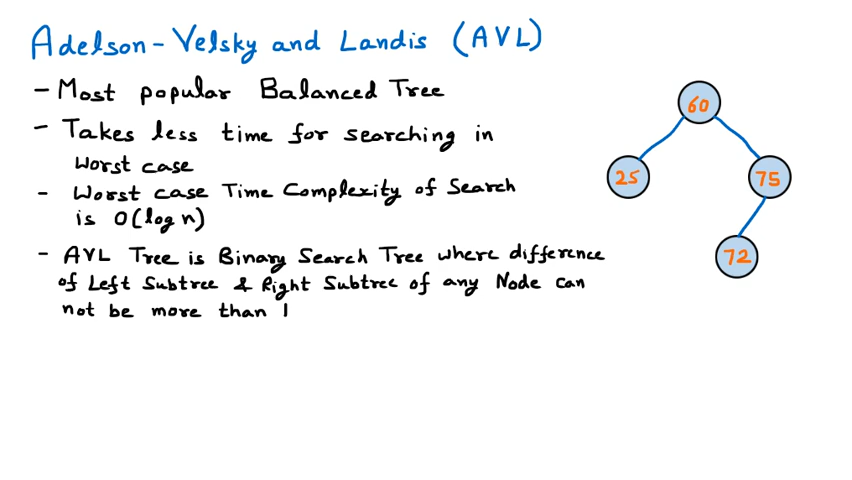 Adelson-Velsky and Landis (AVL)
- Most popular Balanced Tree
- Takes less time for searching in
worst case
- Worst case Time Complexity of Search
is O(log n)
- AVL Tree is Binary Search Tree where difference
of Left Subtree & Right Subtree of any Node can
not be more than 1
60
25
75
72